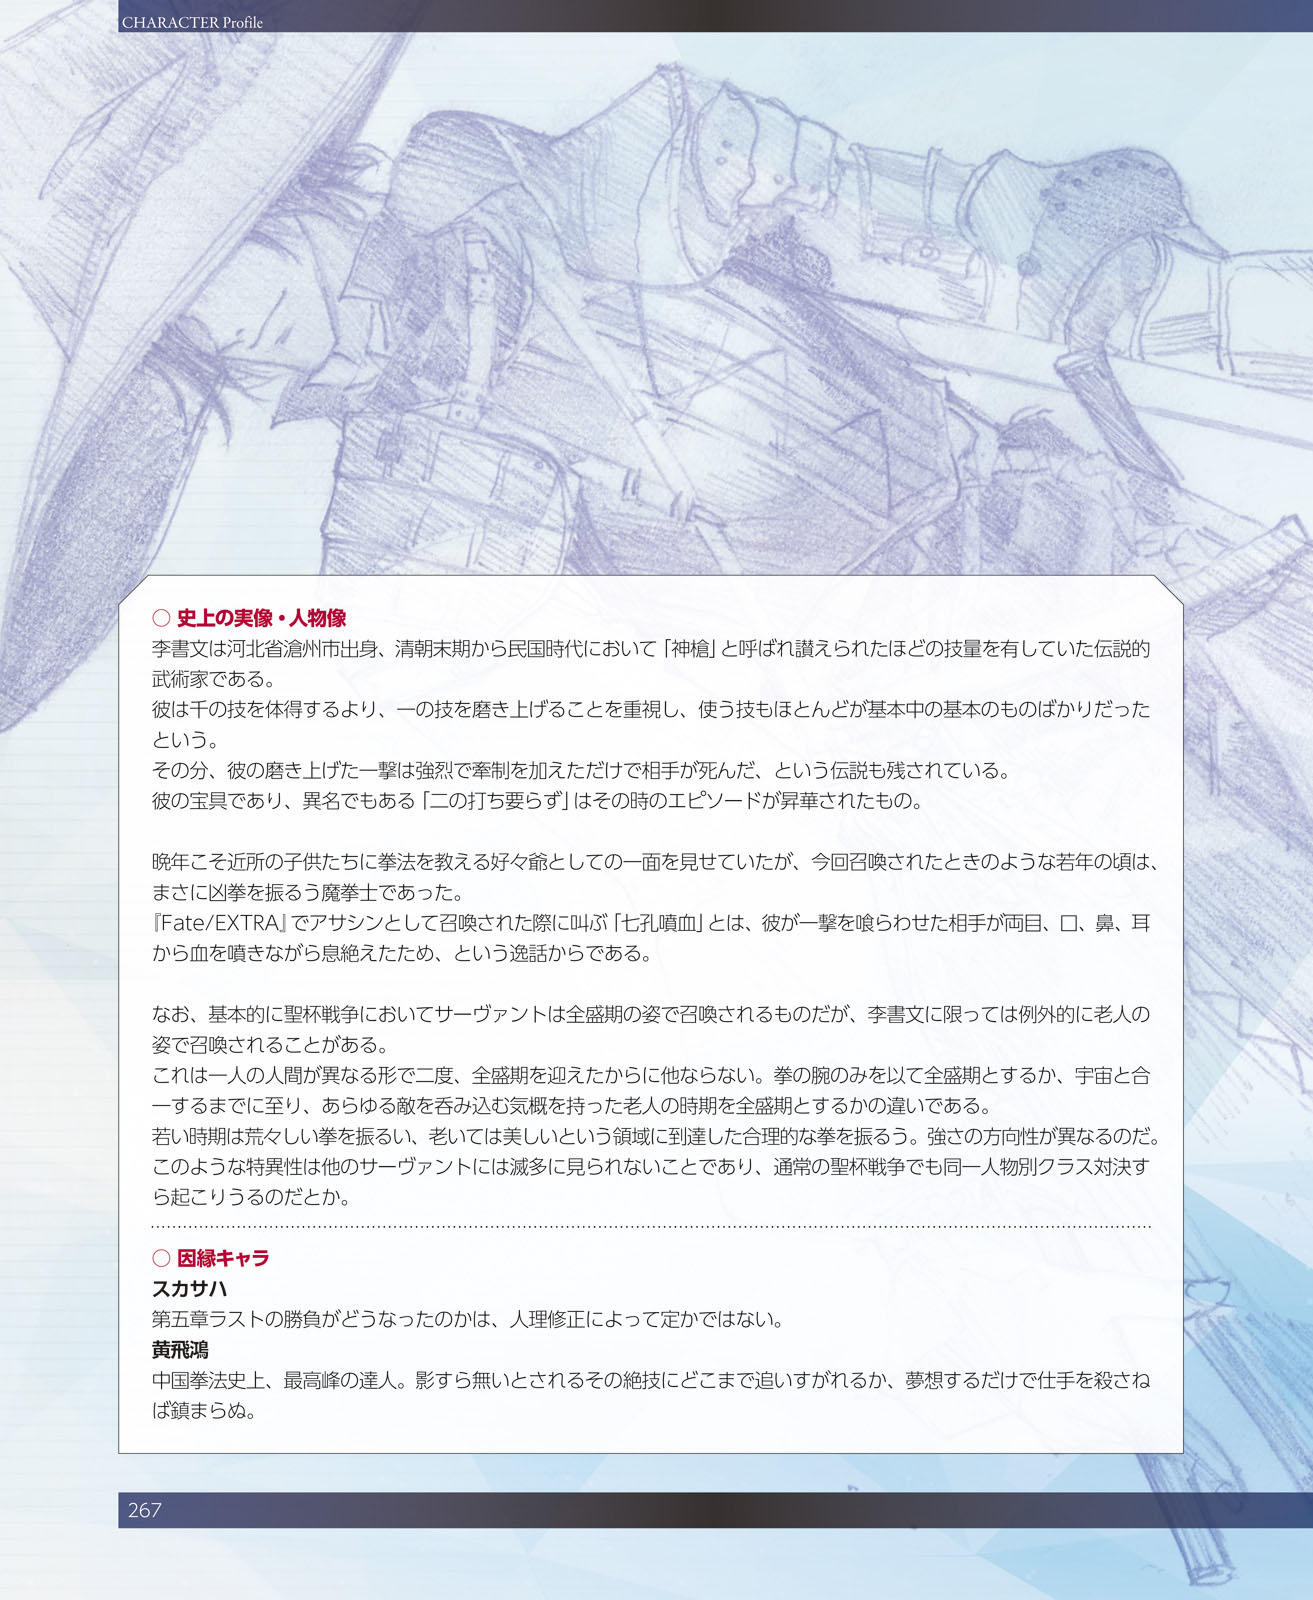 CHARACTER Profile
○ 史上の実像・人物像
李書文は河北省滄州市出身、清朝末期から民国時代において「神槍」と呼ばれ讃えられたほどの技量を有していた伝説的
武術家である。
彼は千の技を体得するより、一の技を磨き上げることを重視し、使う技もほとんどが基本中の基本のものばかりだった
という。
その分、彼の磨き上げた一撃は強烈で牽制を加えただけで相手が死んだ、という伝説も残されている。
彼の宝具であり、異名でもある「二の打ち要らず」はその時のエピソードが昇華されたもの。
晩年こそ近所の子供たちに拳法を教える好々爺としての一面を見せていたが、今回召喚されたときのような若年の頃は、
まさに凶拳を振るう魔拳士であった。
『Fate/EXTRA』でアサシンとして召喚された際に叫ぶ「七孔噴血」とは、彼が一撃を喰らわせた相手が両目、口、鼻、耳
から血を噴きながら息絶えたため、という逸話からである。
なお、基本的に聖杯戦争においてサーヴァントは全盛期の姿で召喚されるものだが、李書文に限っては例外的に老人の
姿で召喚されることがある。
これは一人の人間が異なる形で二度、全盛期を迎えたからに他ならない。拳の腕のみを以て全盛期とするか、宇宙と合
一するまでに至り、あらゆる敵を呑み込む気概を持った老人の時期を全盛期とするかの違いである。
若い時期は荒々しい拳を振るい、老いては美しいという領域に到達した合理的な拳を振るう。強さの方向性が異なるのだ。
このような特異性は他のサーヴァントには滅多に見られないことであり、通常の聖杯戦争でも同一人物別クラス対決す
ら起こりうるのだとか。
○ 因縁キャラ
スカサハ
第五章ラストの勝負がどうなったのかは、人理修正によって定かではない。
黄飛鴻
中国拳法史上、最高峰の達人。影すら無いとされるその絶技にどこまで追いすがれるか、夢想するだけで仕手を殺さね
ば鎮まらぬ。
267